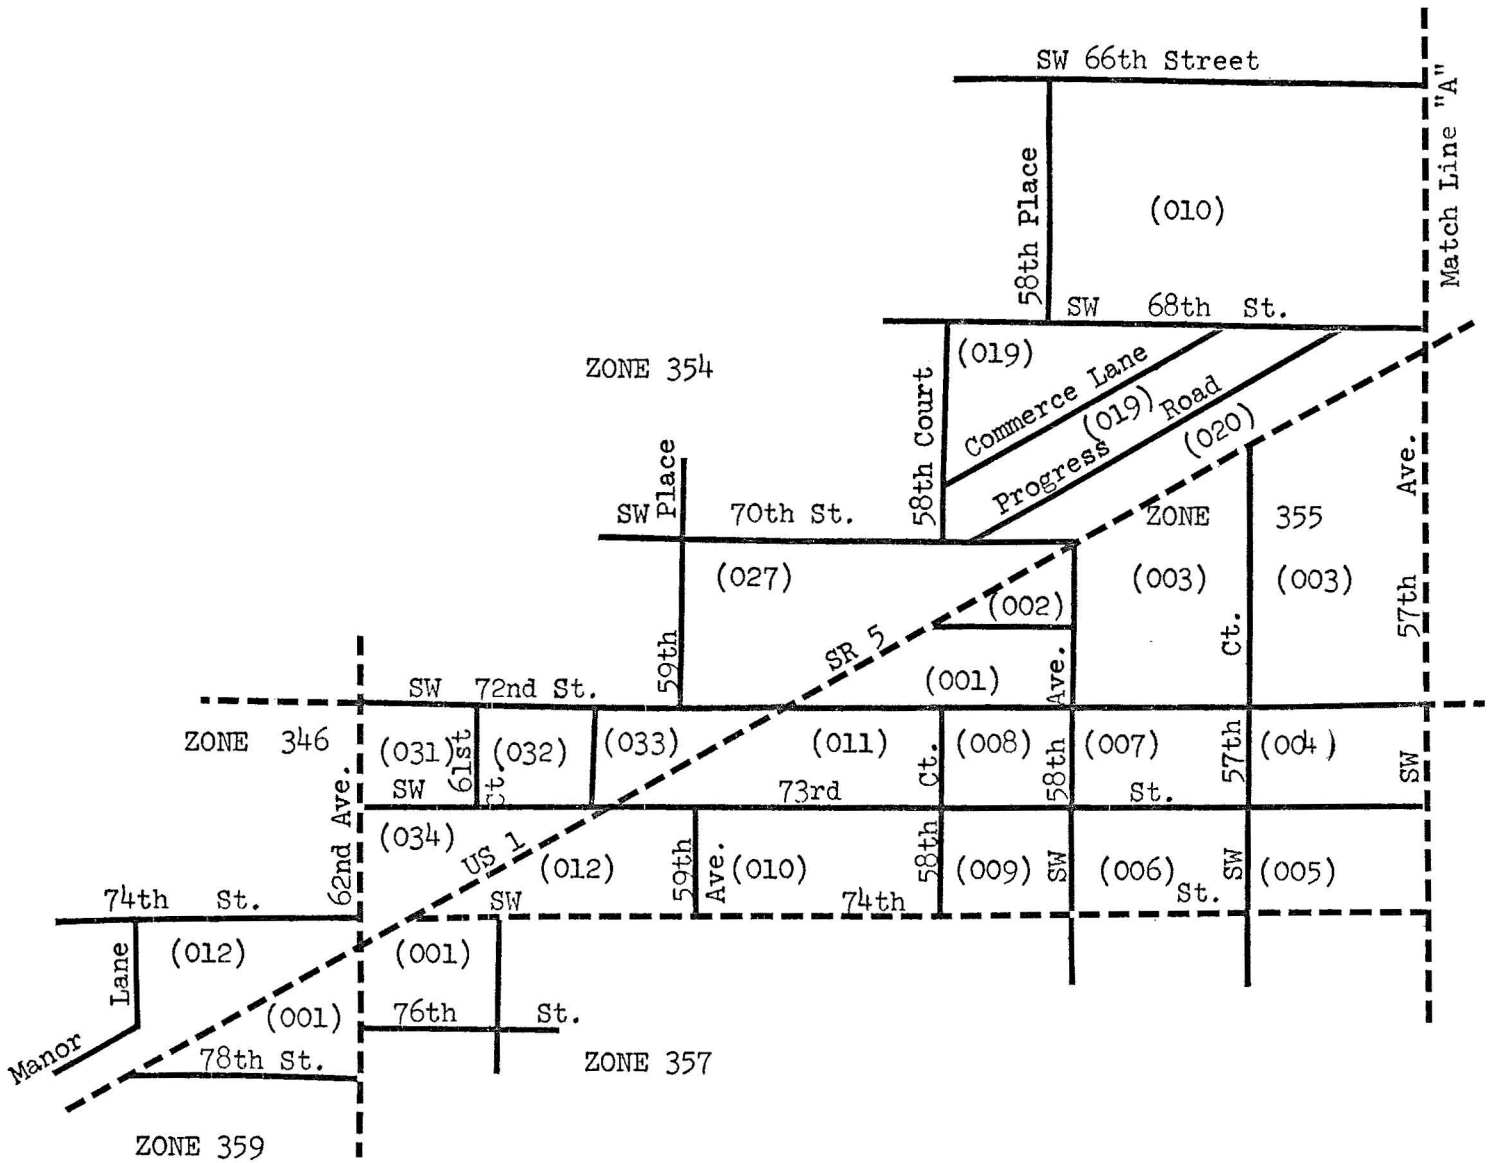 SW 66th Street
Match Line "A"
58th Place
(010)
SW 68th St.
ZONE 354
(019)
58th Court
Commerce Lane
(019)
Progress Road
(020)
57th Ave.
SW
59th Place
SW 70th St.
ZONE 355
(027)
(002)
(003)
(003)
SR 5
(001)
SW 72nd St.
ZONE 346
(031)
61st Ct.
(032)
(033)
(011)
58th Ct.
(008)
SW 58th Ave.
(007)
SW 57th Ct.
(004)
SW 73rd St.
62nd Ave.
(034)
US 1
(012)
59th Ave.
(010)
(009)
(006)
(005)
74th St.
SW 74th St.
Manor Lane
(012)
(001)
(001)
76th St.
78th St.
ZONE 357
ZONE 359